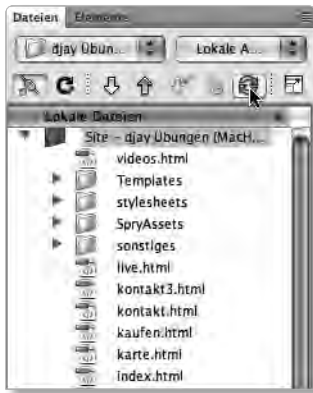 Dateien Elemente
djay Übun... Lokale A...
Lokale Dateien
Site – djay Übungen (MacH...
videos.html
Templates
stylesheets
SpryAssets
sonstiges
live.html
kontakt3.html
kontakt.html
kaufen.html
karte.html
index.html